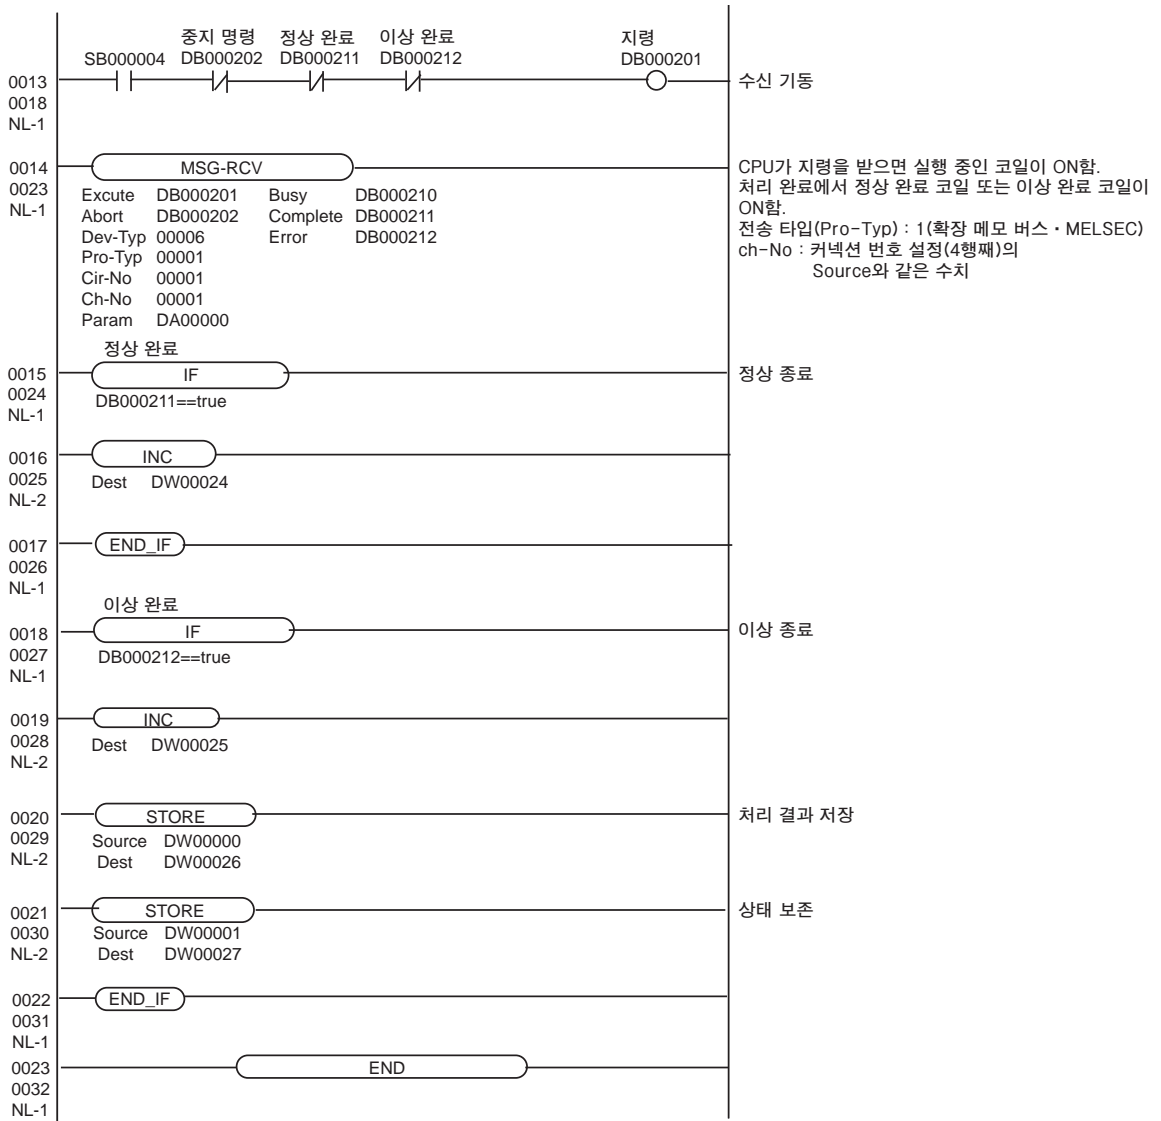 중지 명령 정상 완료 이상 완료 지령
SB000004 DB000202 DB000211 DB000212 DB000201
0013 수신 기동
0018
NL-1
0014 MSG-RCV CPU가 지령을 받으면 실행 중인 코일이 ON함.
0023 처리 완료에서 정상 완료 코일 또는 이상 완료 코일이
NL-1 ON함.
전송 타입(Pro-Typ) : 1(확장 메모 버스・MELSEC)
ch-No : 커넥션 번호 설정(4행째)의
Source와 같은 수치
Excute DB000201 Busy DB000210
Abort DB000202 Complete DB000211
Dev-Typ 00006 Error DB000212
Pro-Typ 00001
Cir-No 00001
Ch-No 00001
Param DA00000
정상 완료
0015 IF 정상 종료
0024 DB000211==true
NL-1
0016 INC
0025 Dest DW00024
NL-2
0017 END_IF
0026
NL-1
이상 완료
0018 IF 이상 종료
0027 DB000212==true
NL-1
0019 INC
0028 Dest DW00025
NL-2
0020 STORE 처리 결과 저장
0029 Source DW00000
NL-2 Dest DW00026
0021 STORE 상태 보존
0030 Source DW00001
NL-2 Dest DW00027
0022 END_IF
0031
NL-1
0023 END
0032
NL-1